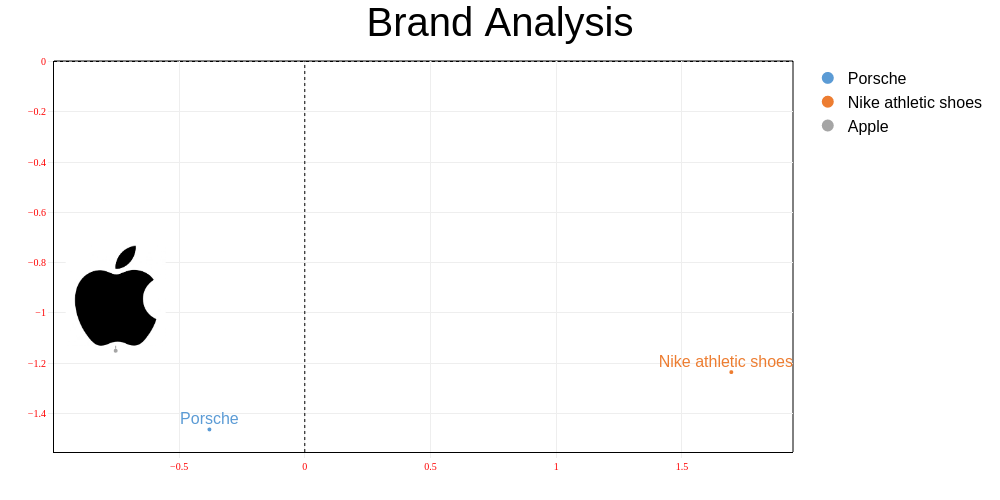 Brand Analysis
0
−0.2
−0.4
−0.6
−0.8
−1
−1.2
−1.4
−0.5
0
0.5
1
1.5
Porsche
Nike athletic shoes
Porsche
Nike athletic shoes
Apple